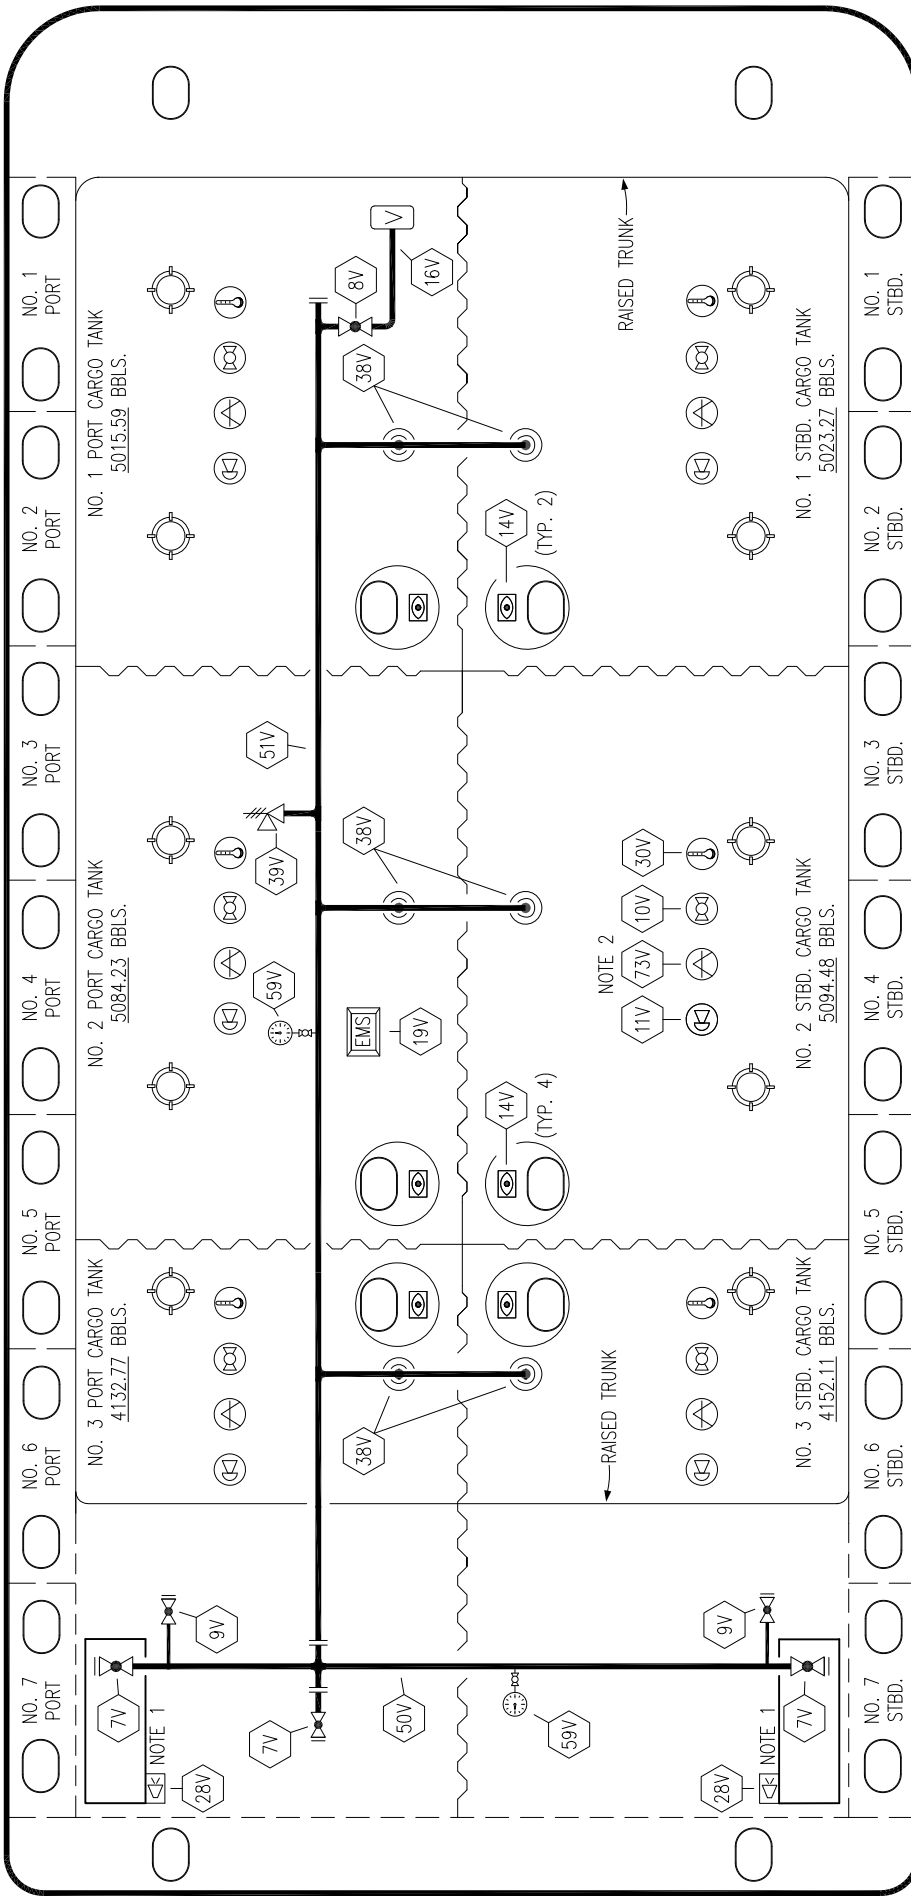 NO. 1
PORT
NO. 2
PORT
NO. 3
PORT
NO. 4
PORT
NO. 5
PORT
NO. 6
PORT
NO. 7
PORT
NO. 1 PORT CARGO TANK
5015.59 BBLS.
NO. 2 PORT CARGO TANK
5084.23 BBLS.
NO. 3 PORT CARGO TANK
4132.77 BBLS.
V
16V
8V
38V
14V
(TYP. 2)
51V
39V
38V
59V
EMS
19V
14V
(TYP. 4)
38V
9V
7V
NOTE 1
28V
7V
50V
59V
9V
7V
NOTE 1
28V
RAISED TRUNK
RAISED TRUNK
NOTE 2
30V
10V
73V
11V
NO. 1 STBD. CARGO TANK
5023.27 BBLS.
NO. 2 STBD. CARGO TANK
5094.48 BBLS.
NO. 3 STBD. CARGO TANK
4152.11 BBLS.
NO. 1
STBD.
NO. 2
STBD.
NO. 3
STBD.
NO. 4
STBD.
NO. 5
STBD.
NO. 6
STBD.
NO. 7
STBD.